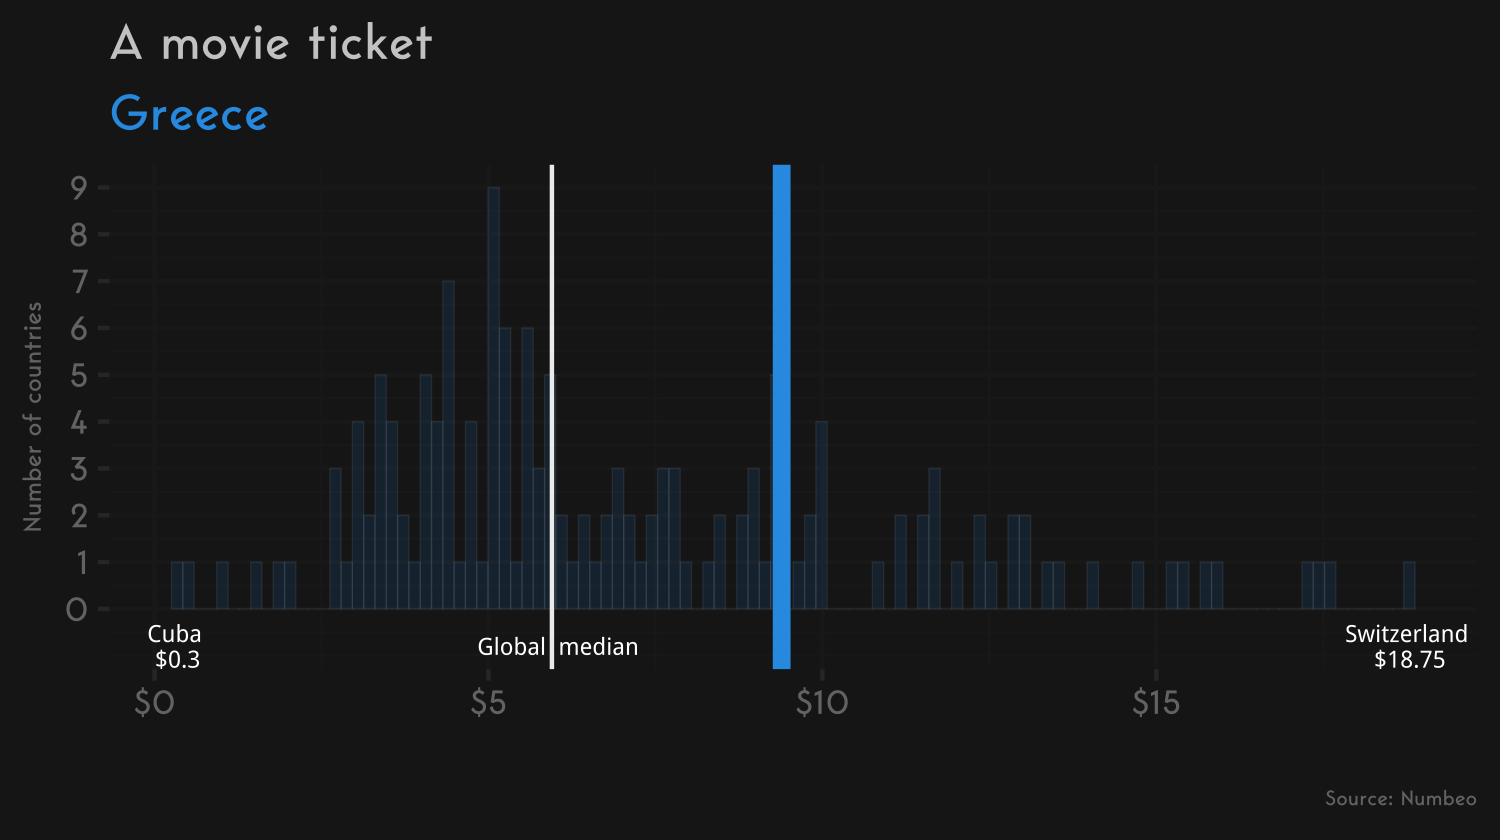 A movie ticket
Greece
Number of countries
9
8
7
6
5
4
3
2
1
0
Cuba
$0.3
Global median
Switzerland
$18.75
$0 $5 $10 $15
Source: Numbeo